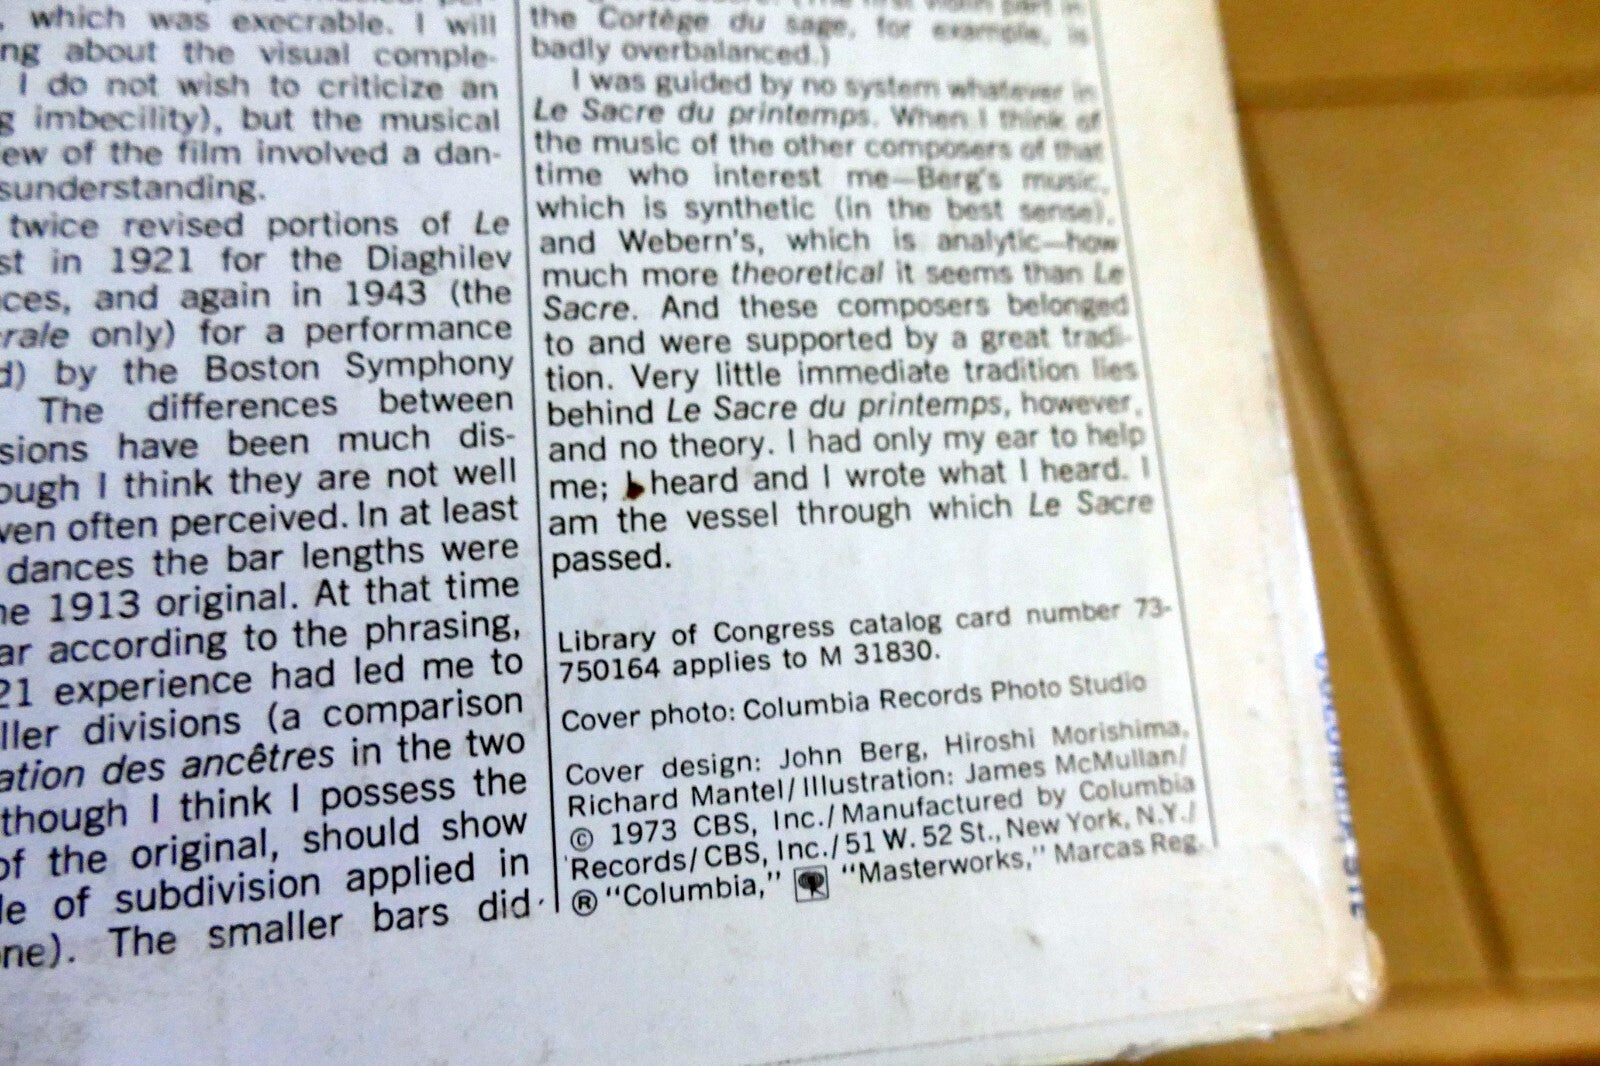 , which was execrable. I will
ng about the visual comple-
I do not wish to criticize an
g imbecility), but the musical
ew of the film involved a dan-
sunderstanding.
twice revised portions of Le
st in 1921 for the Diaghilev
ces, and again in 1943 (the
rale only) for a performance
d) by the Boston Symphony
The differences between
sions have been much dis-
ough I think they are not well
ven often perceived. In at least
dances the bar lengths were
ne 1913 original. At that time
ar according to the phrasing,
21 experience had led me to
ller divisions (a comparison
ation des ancêtres in the two
though I think I possess the
of the original, should show
le of subdivision applied in
one). The smaller bars did
the Cortège du sage, for example, is
badly overbalanced.)
I was guided by no system whatever in
Le Sacre du printemps. When I think of
the music of the other composers of that
time who interest me—Berg's music,
which is synthetic (in the best sense),
and Webern's, which is analytic—how
much more theoretical it seems than Le
Sacre. And these composers belonged
to and were supported by a great tradi-
tion. Very little immediate tradition lies
behind Le Sacre du printemps, however,
and no theory. I had only my ear to help
me; I heard and I wrote what I heard. I
am the vessel through which Le Sacre
passed.
Library of Congress catalog card number 73-
750164 applies to M 31830.
Cover photo: Columbia Records Photo Studio
Cover design: John Berg, Hiroshi Morishima,
Richard Mantel/Illustration: James McMullan/
© 1973 CBS, Inc./Manufactured by Columbia
Records/CBS, Inc./51 W. 52 St., New York, N.Y./
® "Columbia," "Masterworks," Marcas Reg.